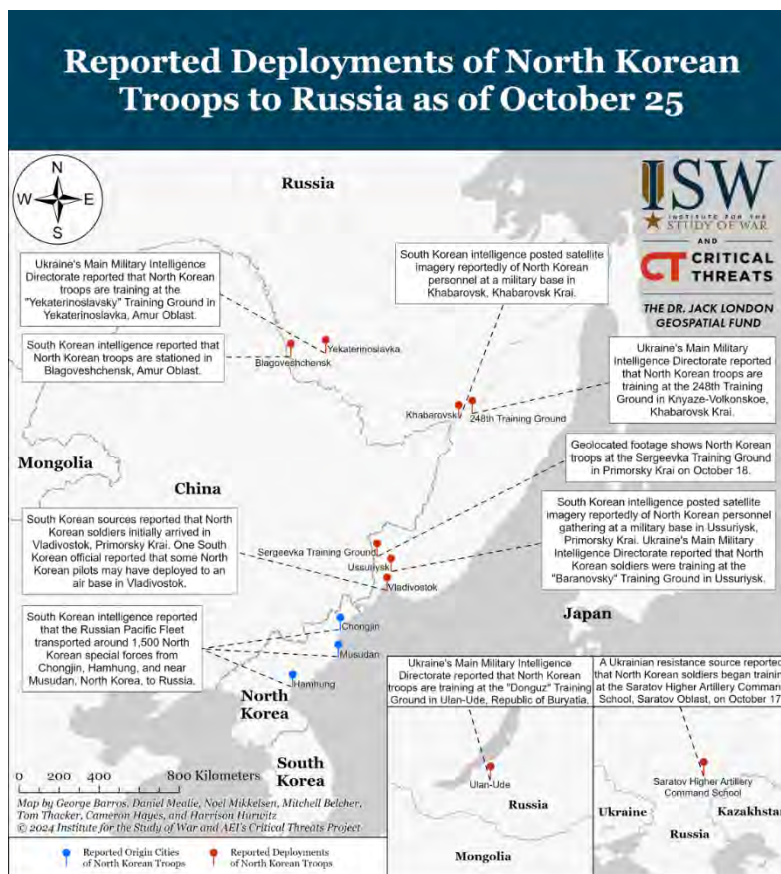 Reported Deployments of North Korean
Troops to Russia as of October 25
N
W
E
S
Russia
ISW
INSTITUTE FOR THE
STUDY OF WAR
AND
CT CRITICAL
THREATS
THE DR. JACK LONDON
GEOSPATIAL FUND
Ukraine's Main Military Intelligence
Directorate reported that North Korean
troops are training at the
"Yekaterinoslavsky" Training Ground in
Yekaterinoslavka, Amur Oblast.
South Korean intelligence posted satellite
imagery reportedly of North Korean
personnel at a military base in
Khabarovsk, Khabarovsk Krai.
South Korean intelligence reported that
North Korean troops are stationed in
Blagoveshchensk, Amur Oblast.
Yekaterinoslavka
Blagoveshchensk
Ukraine's Main Military
Intelligence Directorate reported
that North Korean troops are
training at the 248th Training
Ground in Knyaze-Volkonskoe,
Khabarovsk Krai.
Khabarovsk
248th Training Ground
Geolocated footage shows North Korean
troops at the Sergeevka Training Ground
in Primorsky Krai on October 18.
Mongolia
China
South Korean sources reported that North
Korean soldiers initially arrived in
Vladivostok, Primorsky Krai. One South
Korean official reported that some North
Korean pilots may have deployed to an
air base in Vladivostok.
South Korean intelligence posted satellite
imagery reportedly of North Korean
personnel gathering at a military base in
Ussuriysk,
Primorsky Krai. Ukraine's Main Military
Intelligence Directorate reported that North
Korean soldiers were training at the
"Baranovsky" Training Ground in Ussuriysk.
Sergeevka Training Ground
Ussuriysk
Vladivostok
South Korean intelligence reported
that the Russian Pacific Fleet
transported around 1,500 North
Korean special forces from
Chongjin, Hamhung, and near
Musudan, North Korea, to Russia.
Chongjin
Musudan
Hamhung
Japan
North
Korea
South
Korea
Ukraine's Main Military Intelligence
Directorate reported that North Korean
troops are training at the "Donguz" Training
Ground in Ulan-Ude, Republic of Buryatia.
A Ukrainian resistance source reported
that North Korean soldiers began training
at the Saratov Higher Artillery Command
School, Saratov Oblast, on October 17.
Ulan-Ude
Russia
Mongolia
Saratov Higher Artillery
Command School
Ukraine
Kazakhstan
Russia
0 200 400 800 Kilometers
Map by George Barros, Daniel Mealie, Noel Mikkelsen, Mitchell Belcher,
Tom Thacker, Cameron Hayes, and Harrison Hurwitz
© 2024 Institute for the Study of War and AEI's Critical Threats Project
Reported Origin Cities
of North Korean Troops
Reported Deployments
of North Korean Troops